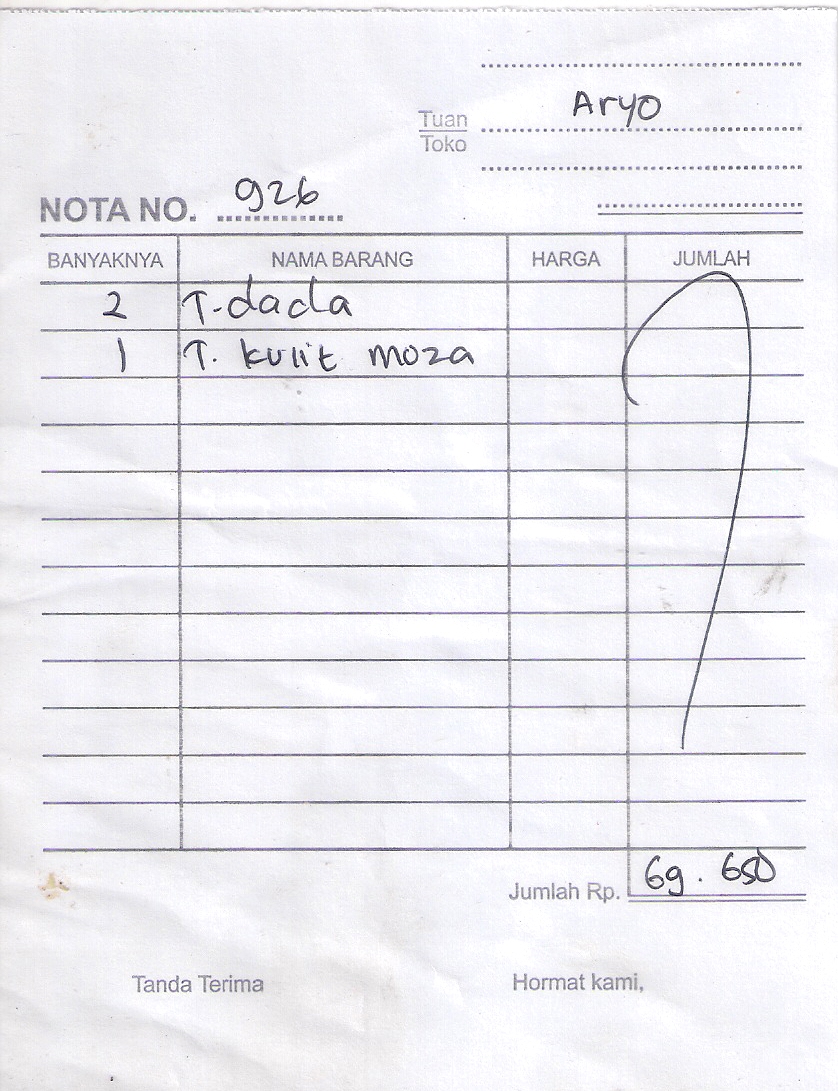 Aryo
Tuan
Toko
NOTA NO. 926
BANYAKNYA NAMA BARANG HARGA JUMLAH
2 T-dada
1 T. kulit moza
Jumlah Rp. 69.650
Tanda Terima Hormat kami,